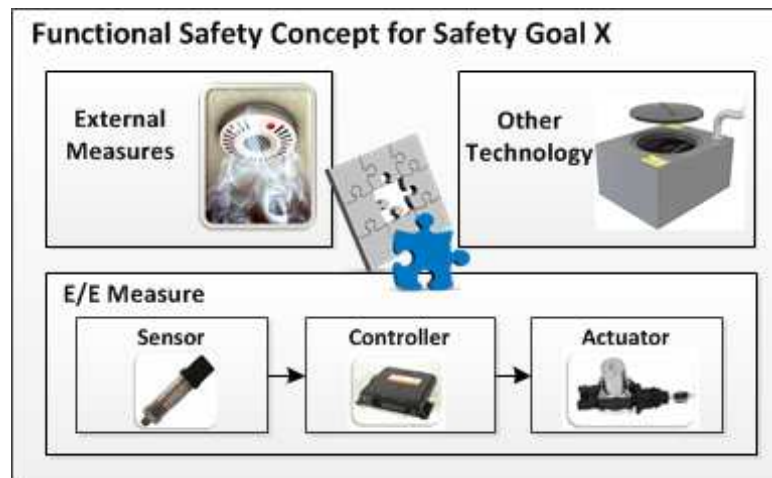 Functional Safety Concept for Safety Goal X
External
Measures
Other
Technology
E/E Measure
Sensor
Controller
Actuator